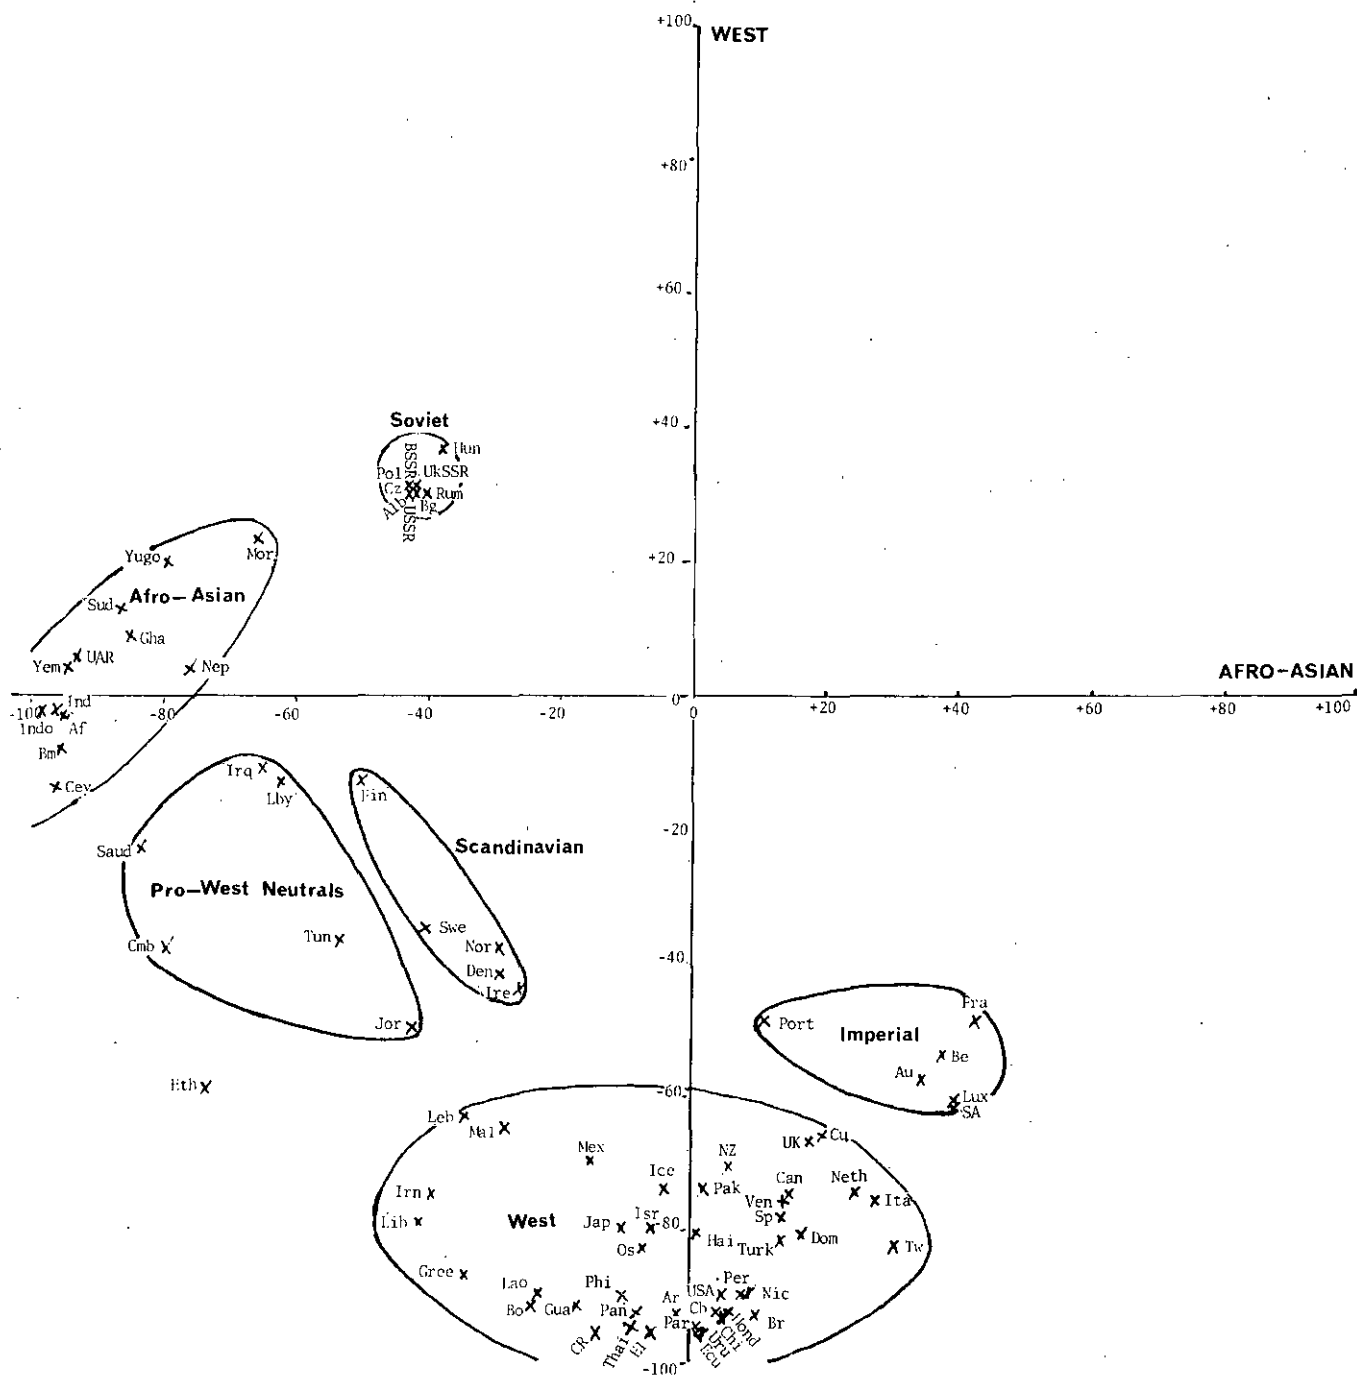 +100
WEST
+80
+60
+40
Soviet
Hun
BSSR
UkSSR
Pol
Cz
Rum
Alb
Bg
USSR
+20
Yugo
Mor
Afro-Asian
Sud
Gha
UAR
Yem
Nep
AFRO-ASIAN
0
-100
-80
-60
-40
-20
0
+20
+40
+60
+80
+100
Ind
Indo
Af
Bm
Cey
Irq
Lby
Fin
-20
Saud
Scandinavian
Pro-West Neutrals
Tun
Swe
Cmb
Nor
-40
Den
Ire
Jor
Port
Fra
Imperial
Be
Au
Eth
-60
Lux
SA
Leb
Mal
UK
Cu
Mex
NZ
Ice
Pak
Can
Neth
Irn
Ven
Ita
Lib
West
Jap
Isr
-80
Sp
Os
Hai
Turk
Dom
Tw
Gree
Lao
Phi
USA
Per
Nic
Bo
Gua
Pan
Ar
Cb
Hond
Br
CR
Thai
El
Par
Chi
Uru
Ecu
-100